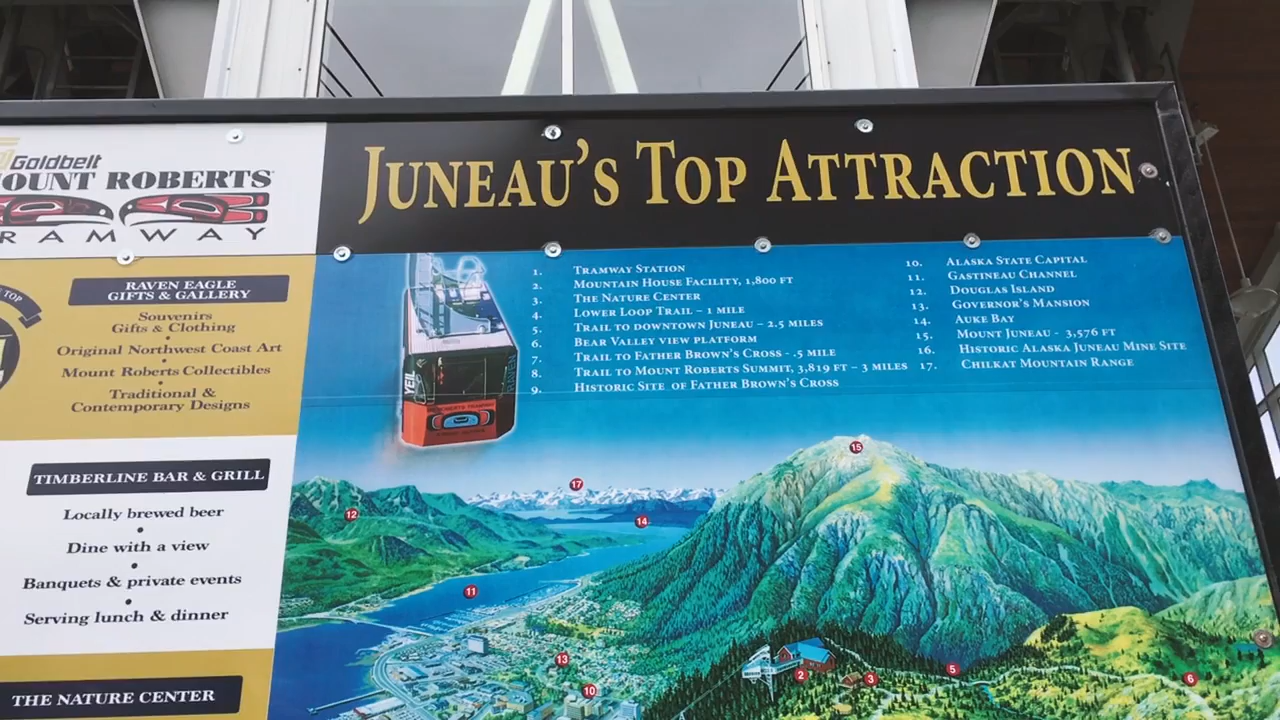 Goldbelt
MOUNT ROBERTS
TRAMWAY
JUNEAU'S TOP ATTRACTION
TOP
RAVEN EAGLE
GIFTS & GALLERY
Souvenirs
Gifts & Clothing
Original Northwest Coast Art
Mount Roberts Collectibles
Traditional &
Contemporary Designs
TIMBERLINE BAR & GRILL
Locally brewed beer
Dine with a view
Banquets & private events
Serving lunch & dinner
THE NATURE CENTER
1. TRAMWAY STATION
2. MOUNTAIN HOUSE FACILITY, 1,800 FT
3. THE NATURE CENTER
4. LOWER LOOP TRAIL – 1 MILE
5. TRAIL TO DOWNTOWN JUNEAU – 2.5 MILES
6. BEAR VALLEY VIEW PLATFORM
7. TRAIL TO FATHER BROWN'S CROSS - .5 MILE
8. TRAIL TO MOUNT ROBERTS SUMMIT, 3,819 FT – 3 MILES
9. HISTORIC SITE OF FATHER BROWN'S CROSS
10. ALASKA STATE CAPITAL
11. GASTINEAU CHANNEL
12. DOUGLAS ISLAND
13. GOVERNOR'S MANSION
14. AUKE BAY
15. MOUNT JUNEAU - 3,576 FT
16. HISTORIC ALASKA JUNEAU MINE SITE
17. CHILKAT MOUNTAIN RANGE
YEIL
RAVEN
15
17
12
14
11
13
10
2
3
5
6